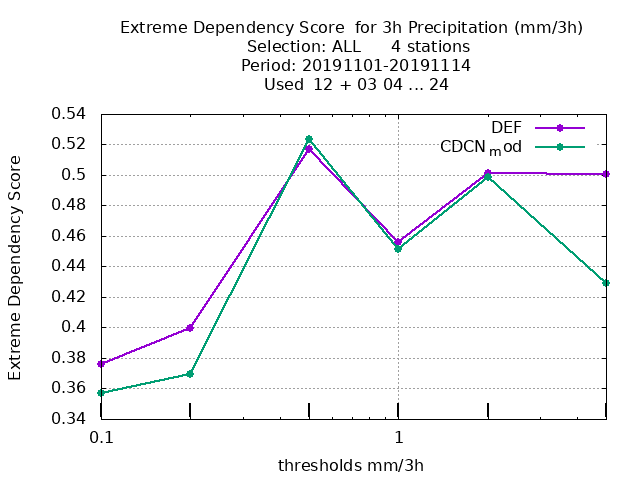 Extreme Dependency Score  for 3h Precipitation (mm/3h)
Selection: ALL      4 stations
Period: 20191101-20191114
Used  12 + 03 04 ... 24
0.54
DEF
0.52
CDCNmod
0.5
0.48
0.46
0.44
0.42
0.4
0.38
0.36
0.34
Extreme Dependency Score
0.1
1
thresholds mm/3h